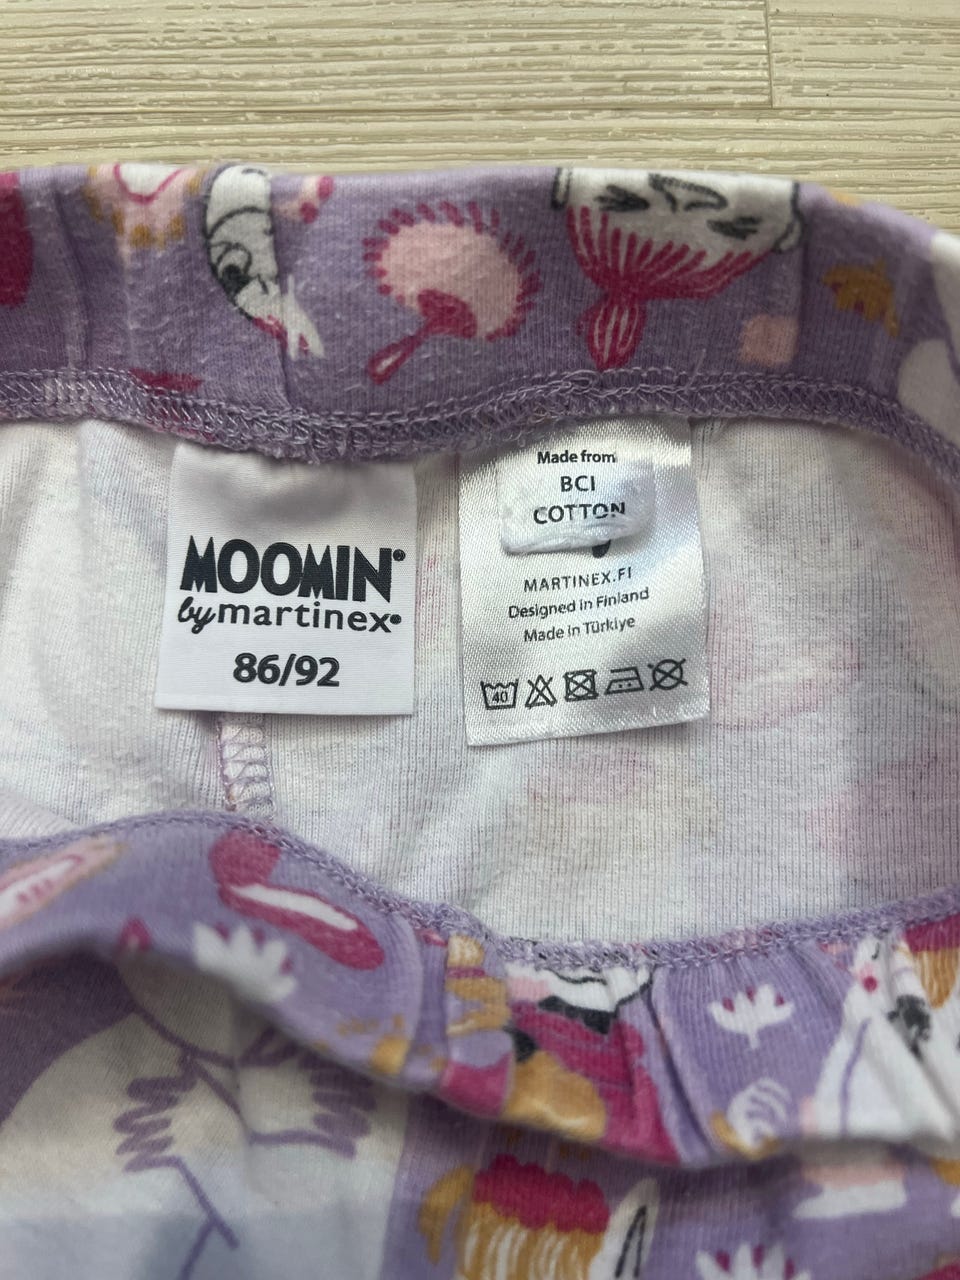 MOOMIN®
by martinex®
86/92
Made from
BCI
COTTON
MARTINEX.FI
Designed in Finland
Made in Türkiye
40